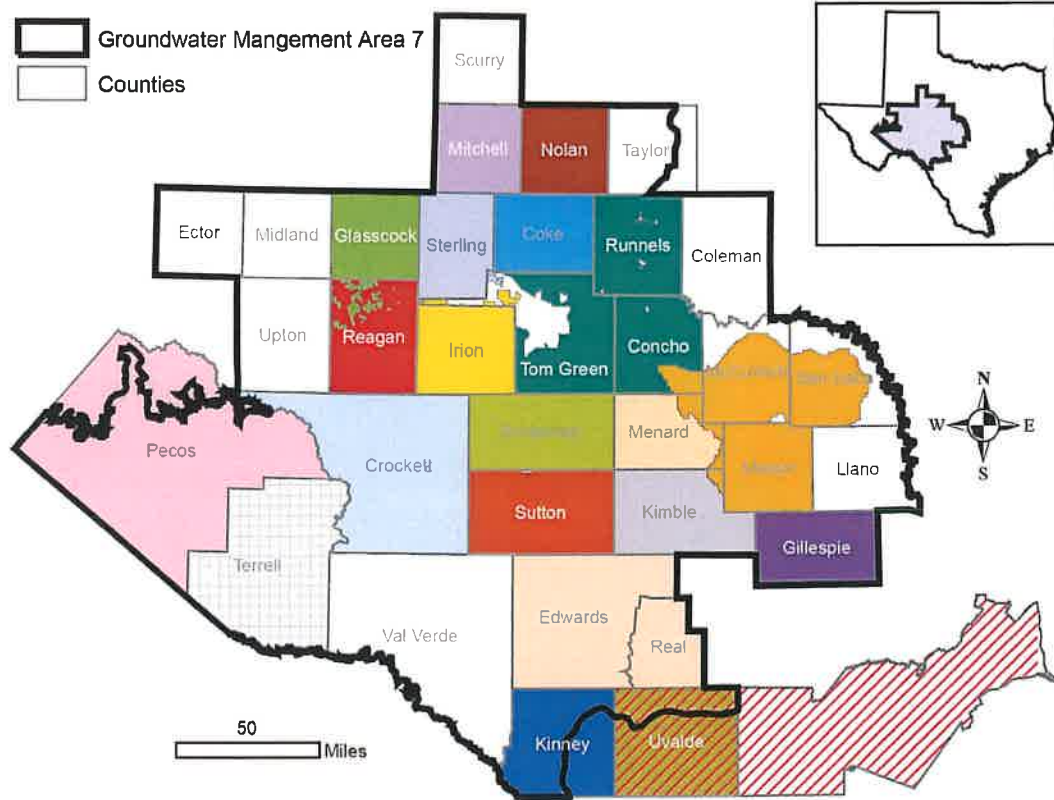 Groundwater Mangement Area 7
Counties
Scurry
Mitchell
Nolan
Taylor
Ector
Midland
Glasscock
Sterling
Coke
Runnels
Coleman
Upton
Reagan
Irion
Tom Green
Concho
Pecos
Crockett
Menard
Mason
Llano
Sutton
Kimble
Gillespie
Terrell
Val Verde
Edwards
Real
Kinney
Uvalde
N
W
E
S
50
Miles